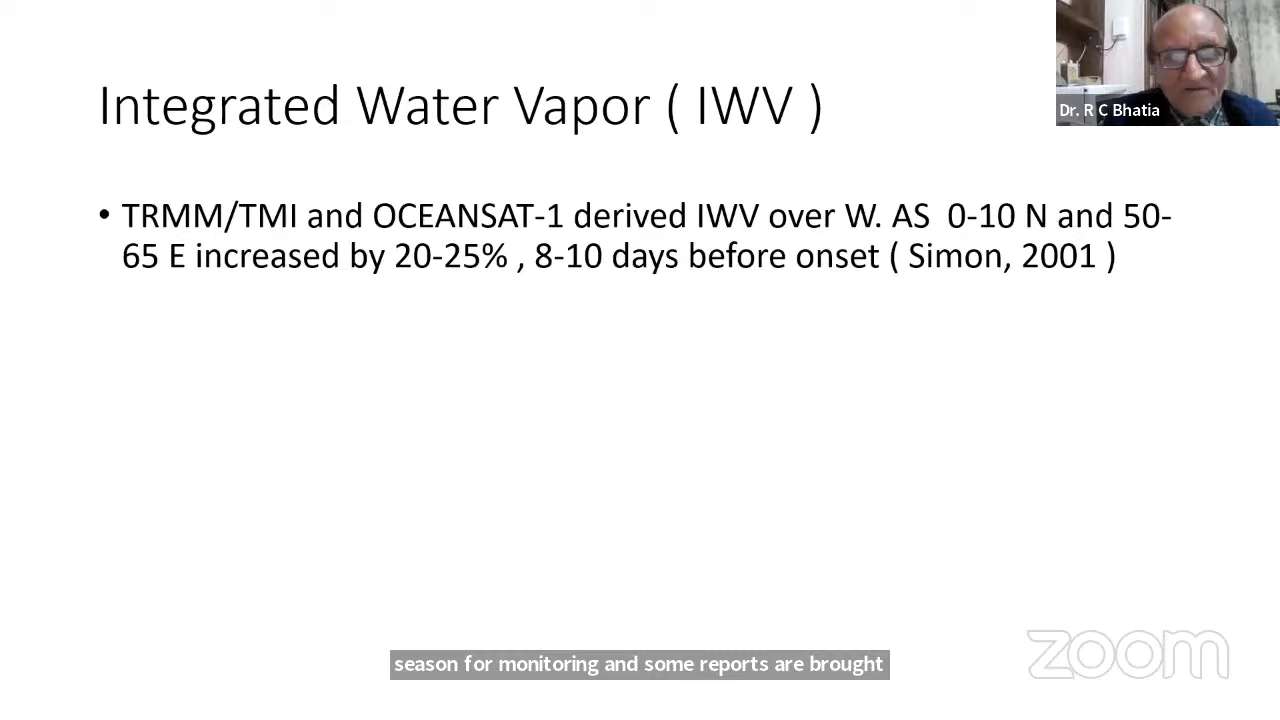 Integrated Water Vapor ( IWV )
Dr. R C Bhatia
• TRMM/TMI and OCEANSAT-1 derived IWV over W. AS  0-10 N and 50-
65 E increased by 20-25% , 8-10 days before onset ( Simon, 2001 )
season for monitoring and some reports are brought
zoom